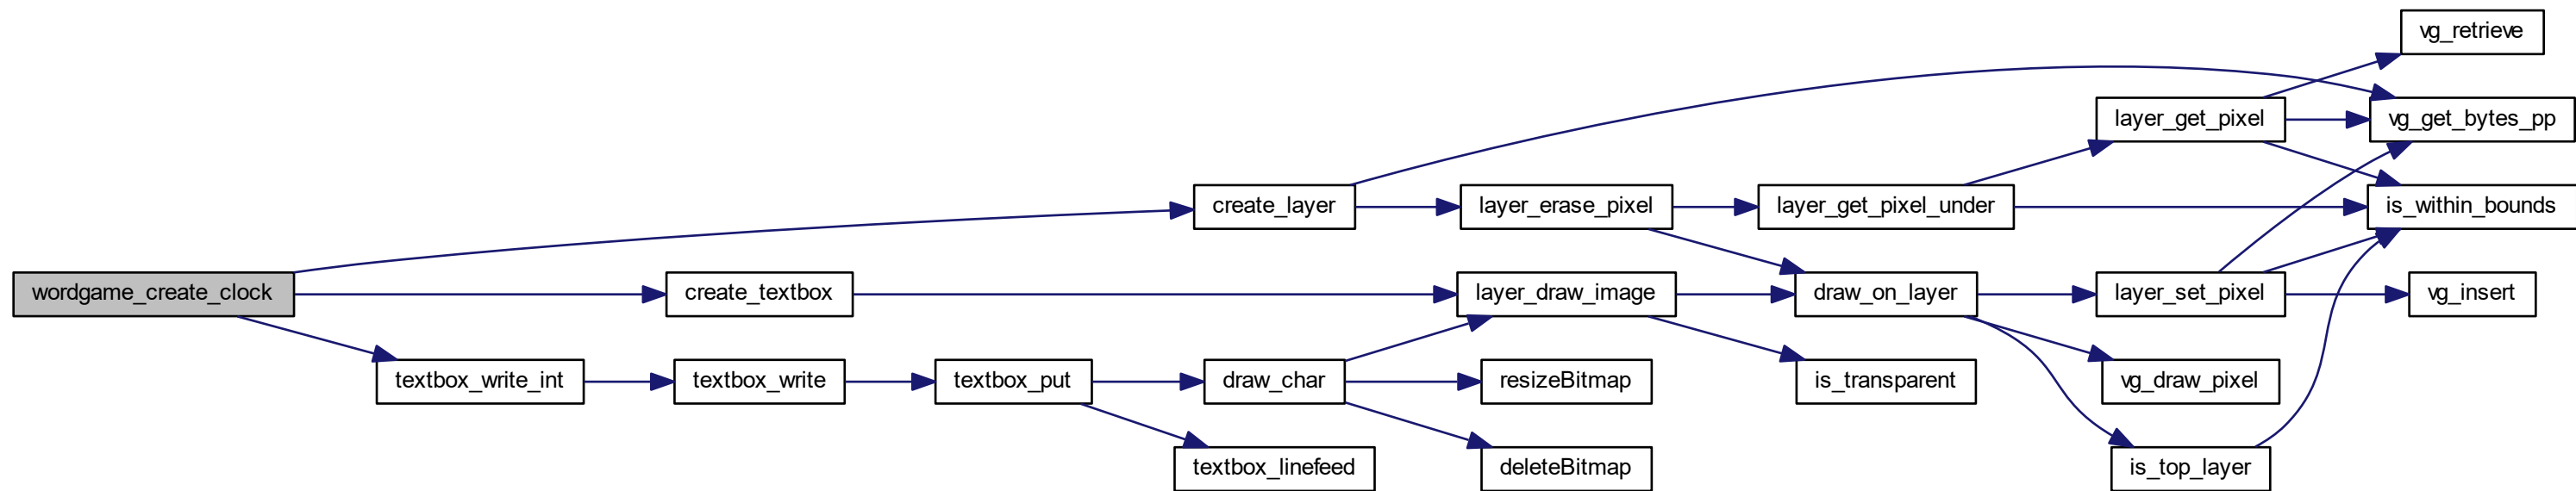 vg_retrieve
layer_get_pixel
vg_get_bytes_pp
create_layer
layer_erase_pixel
layer_get_pixel_under
is_within_bounds
wordgame_create_clock
create_textbox
layer_draw_image
draw_on_layer
layer_set_pixel
vg_insert
textbox_write_int
textbox_write
textbox_put
draw_char
resizeBitmap
is_transparent
vg_draw_pixel
textbox_linefeed
deleteBitmap
is_top_layer